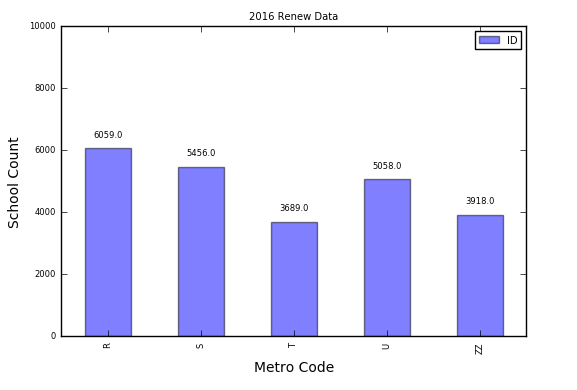 2016 Renew Data
ID
School Count
10000
8000
6000
4000
2000
0
6059.0
5456.0
3689.0
5058.0
3918.0
R
S
T
U
ZZ
Metro Code